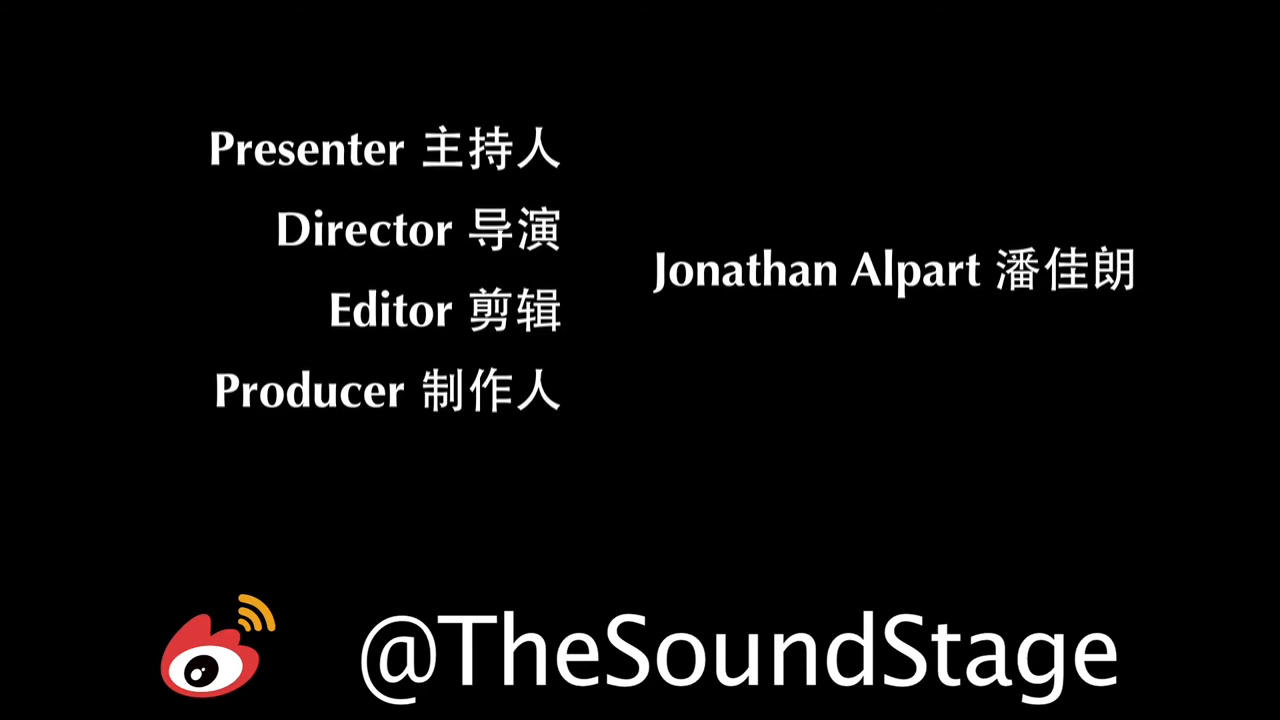 Presenter 主持人
Director 导演
Editor 剪辑
Producer 制作人
Jonathan Alpart 潘佳朗
@TheSoundStage